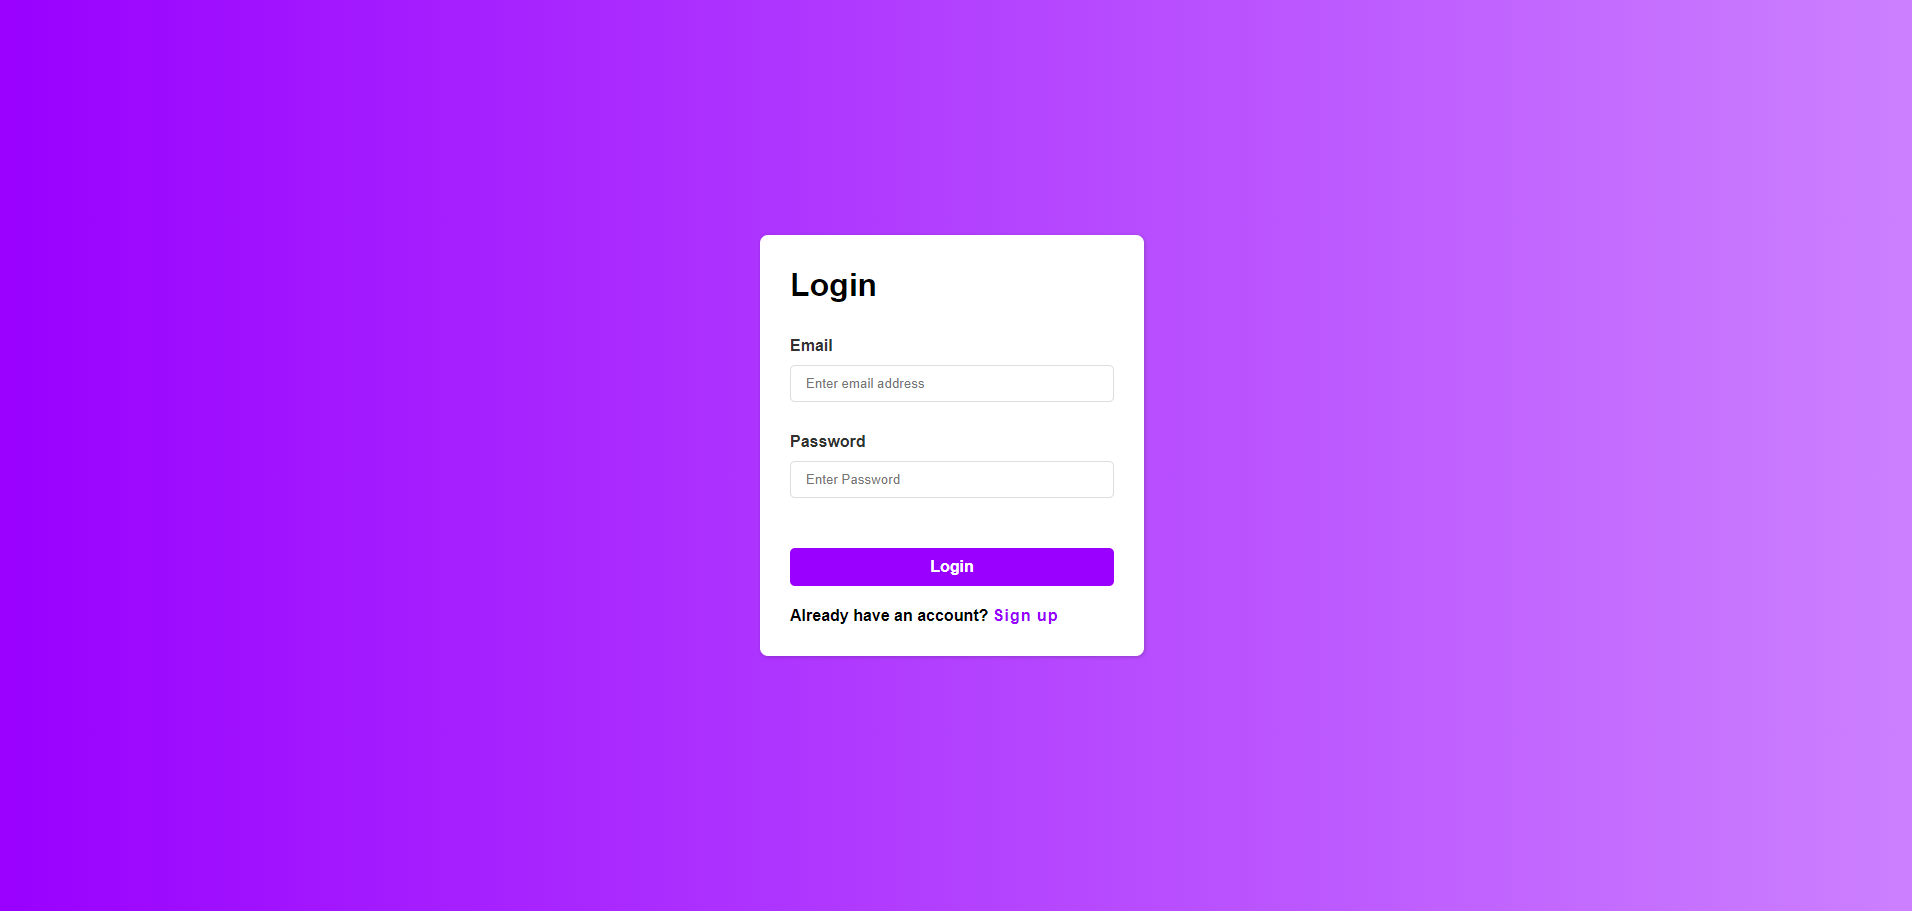 Login
Email
Enter email address
Password
Enter Password
Login
Already have an account? Sign up